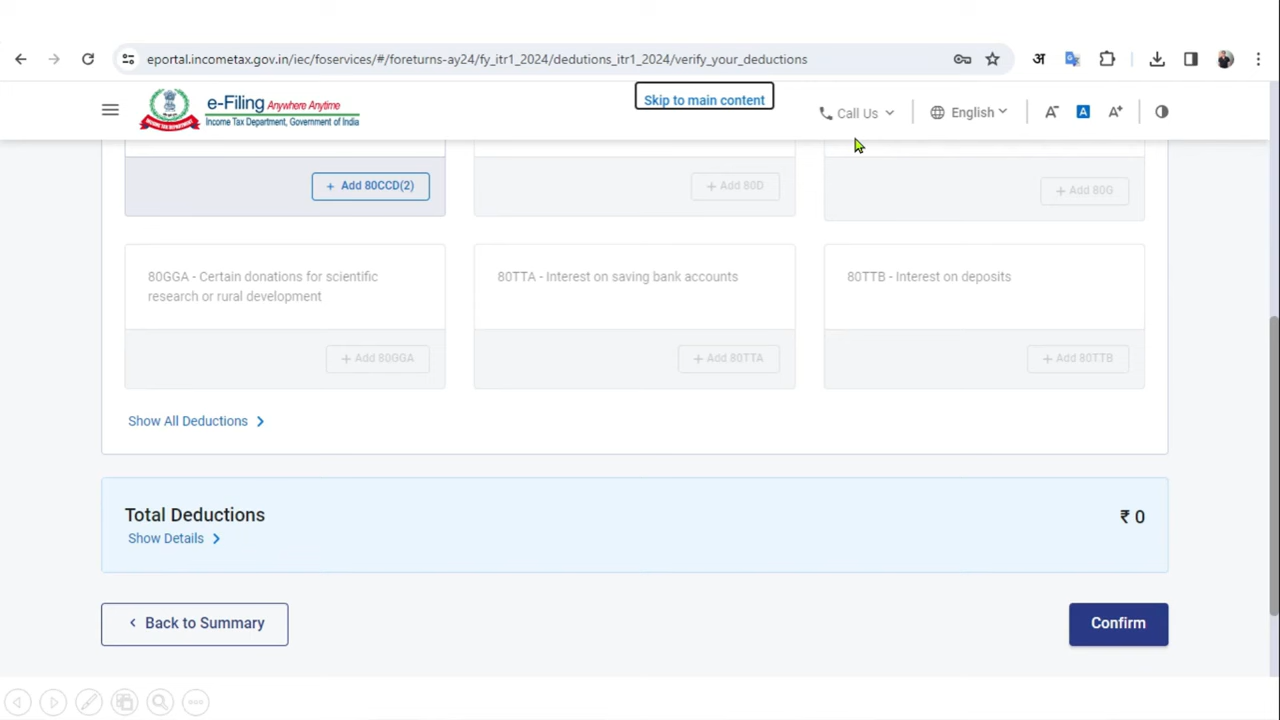 eportal.incometax.gov.in/iec/foservices/#/foreturns-ay24/fy_itr1_2024/dedutions_itr1_2024/verify_your_deductions
अ
e-Filing Anywhere Anytime
Income Tax Department, Government of India
Skip to main content
Call Us
English
A-
A
A+
+ Add 80CCD(2)
+ Add 80D
+ Add 80G
80GGA - Certain donations for scientific
research or rural development
80TTA - Interest on saving bank accounts
80TTB - Interest on deposits
+ Add 80GGA
+ Add 80TTA
+ Add 80TTB
Show All Deductions >
Total Deductions
₹ 0
Show Details >
< Back to Summary
Confirm